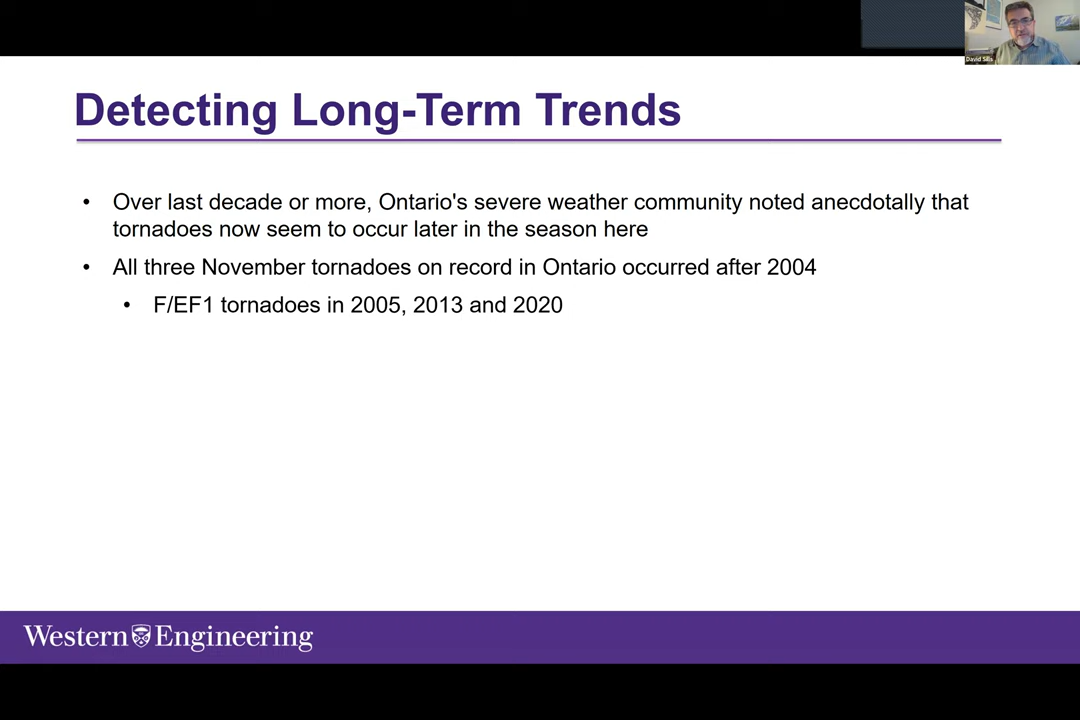 David Sills
Detecting Long-Term Trends
• Over last decade or more, Ontario's severe weather community noted anecdotally that
tornadoes now seem to occur later in the season here
• All three November tornadoes on record in Ontario occurred after 2004
• F/EF1 tornadoes in 2005, 2013 and 2020
Western Engineering